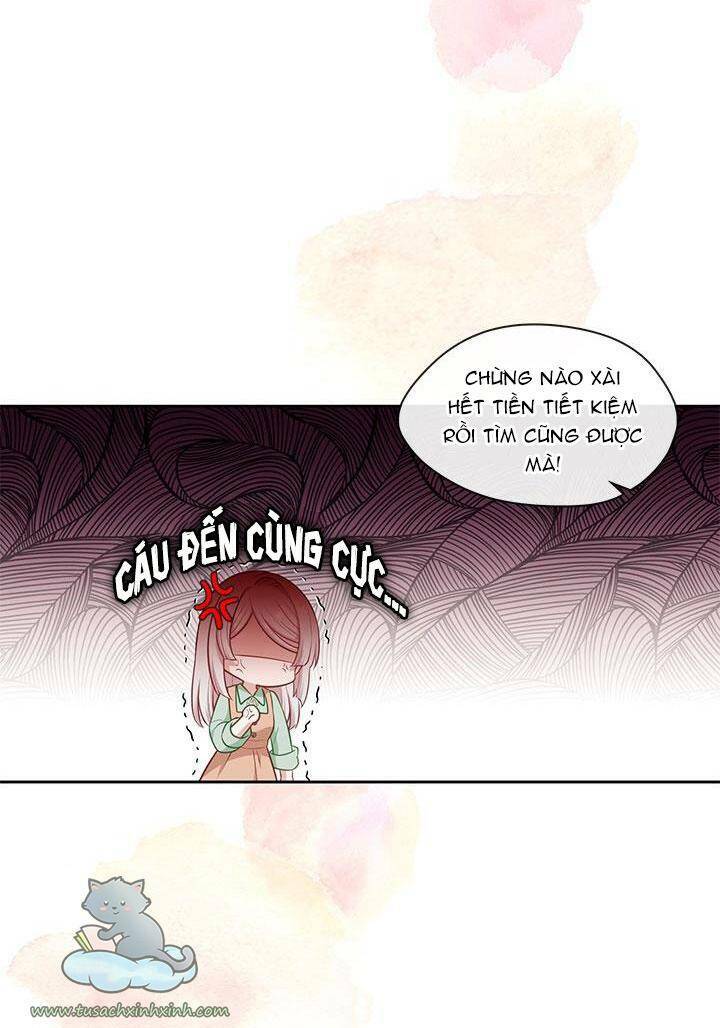 CHỪNG NÀO XÀI
HẾT TIỀN TIẾT KIỆM
RỒI TÌM CŨNG ĐƯỢC
MÀ!
CÁU ĐẾN CÙNG CỰC...
www.tusachxinhxinh.com